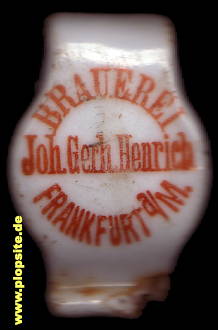 BRAUEREI
Joh. Gerh. Henrich
FRANKFURT a/M.
www.plopsite.de